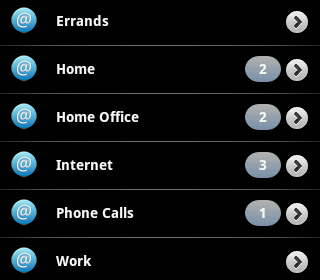 @ Errands
@ Home 2
@ Home Office 2
@ Internet 3
@ Phone Calls 1
@ Work